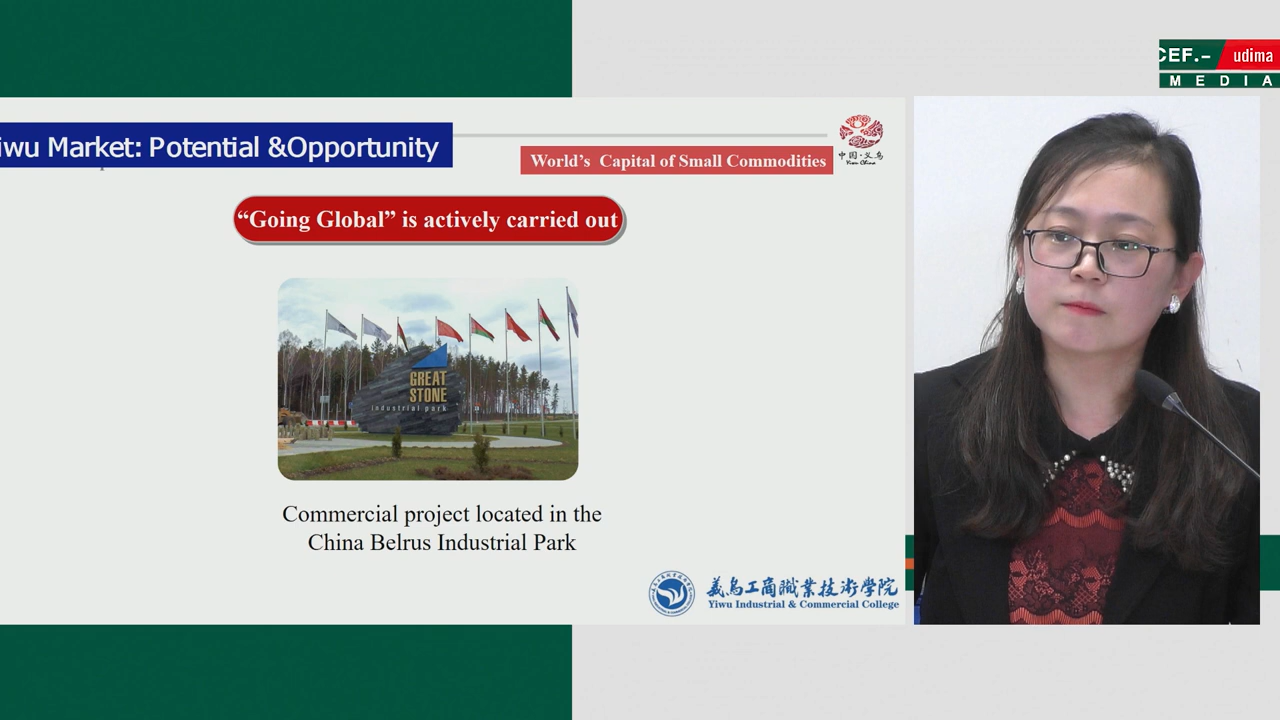 CEF.- udima
MEDIA
iwu Market: Potential &Opportunity
World's Capital of Small Commodities
中国·义乌
Yiwu China
“Going Global” is actively carried out
GREAT
STONE
industrial park
Commercial project located in the
China Belrus Industrial Park
義烏工商職業技術學院
Yiwu Industrial & Commercial College